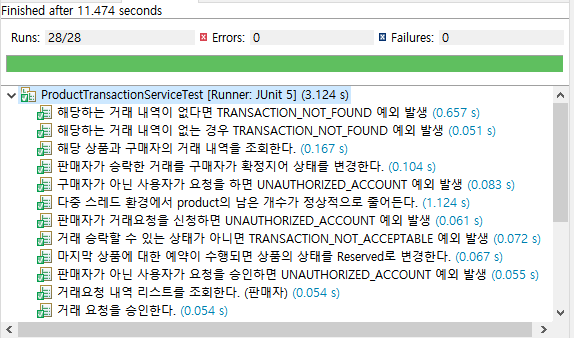 Finished after 11.474 seconds
Runs: 28/28 Errors: 0 Failures: 0
ProductTransactionServiceTest [Runner: JUnit 5] (3.124 s)
해당하는 거래 내역이 없다면 TRANSACTION_NOT_FOUND 예외 발생 (0.657 s)
해당하는 거래 내역이 없는 경우 TRANSACTION_NOT_FOUND 예외 발생 (0.051 s)
해당 상품과 구매자의 거래 내역을 조회한다. (0.167 s)
판매자가 승락한 거래를 구매자가 확정지어 상태를 변경한다. (0.104 s)
구매자가 아닌 사용자가 요청을 하면 UNAUTHORIZED_ACCOUNT 예외 발생 (0.083 s)
다중 스레드 환경에서 product의 남은 개수가 정상적으로 줄어든다. (1.124 s)
판매자가 거래요청을 신청하면 UNAUTHORIZED_ACCOUNT 예외 발생 (0.061 s)
거래 승락할 수 있는 상태가 아니면 TRANSACTION_NOT_ACCEPTABLE 예외 발생 (0.072 s)
마지막 상품에 대한 예약이 수행되면 상품의 상태를 Reserved로 변경한다. (0.067 s)
판매자가 아닌 사용자가 요청을 승인하면 UNAUTHORIZED_ACCOUNT 예외 발생 (0.055 s)
거래요청 내역 리스트를 조회한다. (판매자) (0.054 s)
거래 요청을 승인한다. (0.054 s)